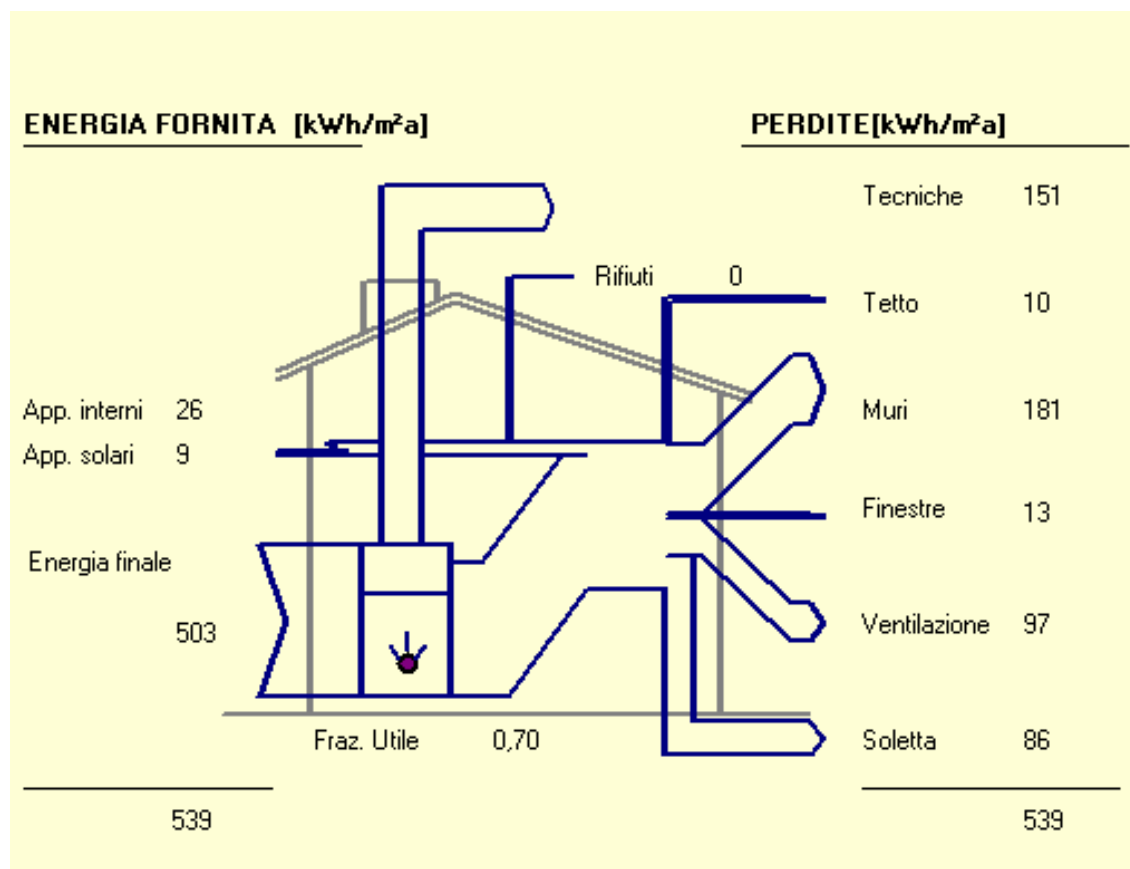 ENERGIA FORNITA [kWh/m²a]
PERDITE[kWh/m²a]
Tecniche 151
Rifiuti 0
Tetto 10
App. interni 26
Muri 181
App. solari 9
Finestre 13
Energia finale
503
Ventilazione 97
Fraz. Utile 0,70
Soletta 86
539
539